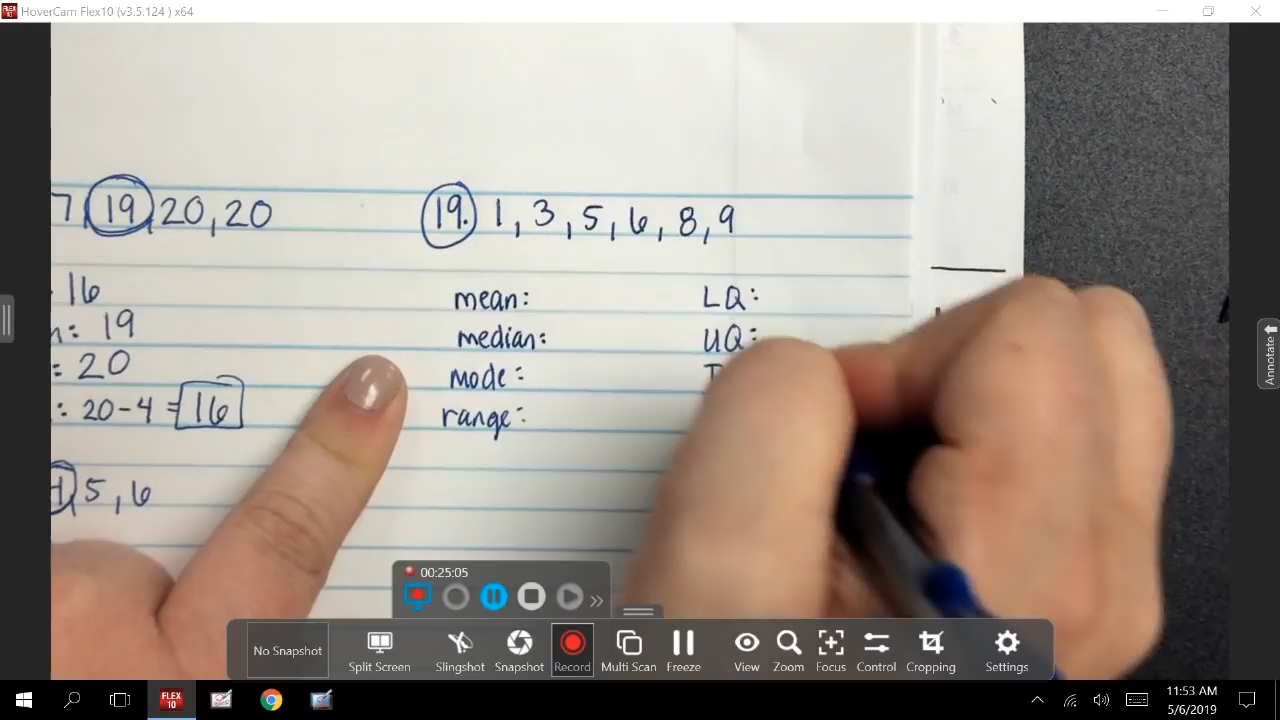 HoverCam Flex10 (v3.5.124 ) x64
7, 19, 20, 20
19. 1, 3, 5, 6, 8, 9
16
: 19
: 20
: 20 - 4 = 16
5, 6
mean:
median:
mode:
range:
LQ:
UQ:
Annotate
00:25:05
No Snapshot
Split Screen
Slingshot
Snapshot
Record
Multi Scan
Freeze
View
Zoom
Focus
Control
Cropping
Settings
FLEX 10
11:53 AM
5/6/2019